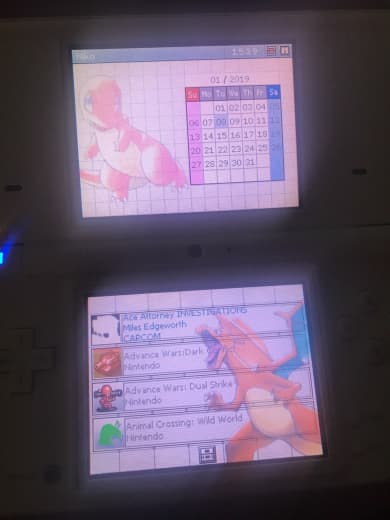 Niko
15:29
01 / 2019
Su Mo Tu We Th Fr Sa
01 02 03 04 05
06 07 08 09 10 11 12
13 14 15 16 17 18 19
20 21 22 23 24 25 26
27 28 29 30 31
Ace Attorney INVESTIGATIONS
Miles Edgeworth
CAPCOM
Advance Wars:Dark
Nintendo
Advance Wars: Dual Strike
Nintendo
Animal Crossing: Wild World
Nintendo